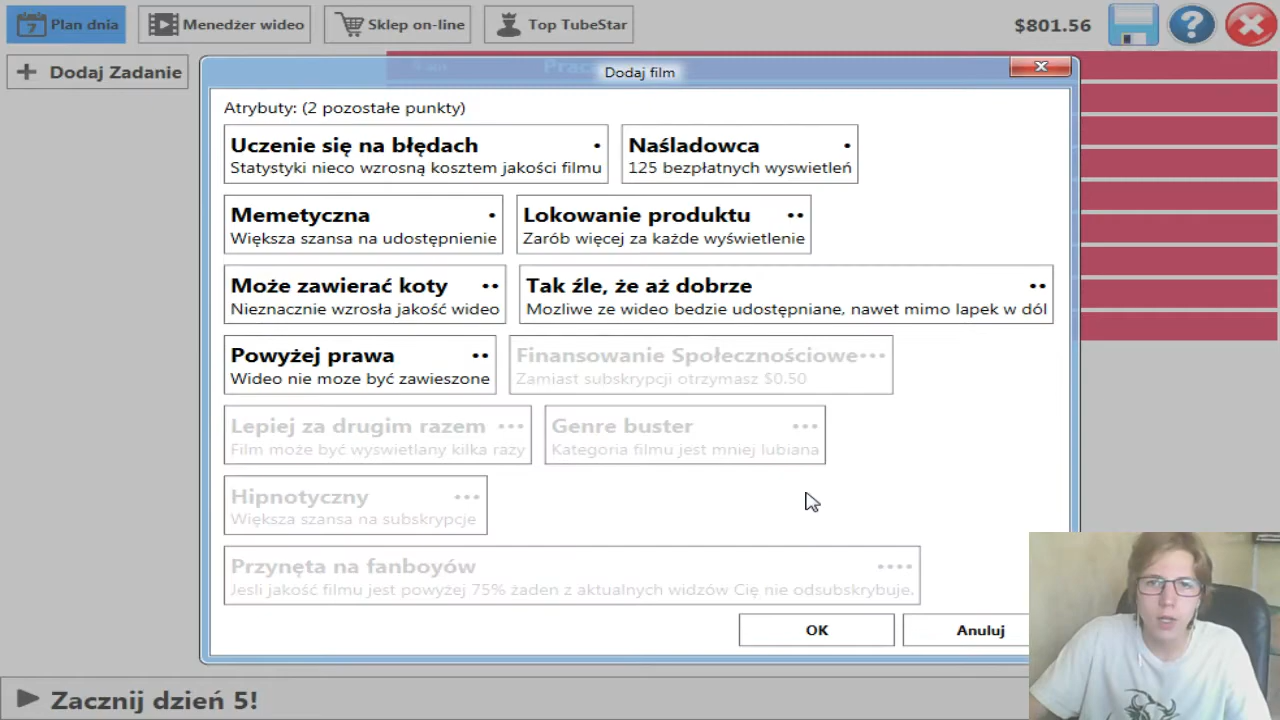 7 Plan dnia
Menedżer wideo
Sklep on-line
Top TubeStar
$801.56
?
+ Dodaj Zadanie
Dodaj film
Atrybuty: (2 pozostałe punkty)
Uczenie się na błędach •
Statystyki nieco wzrosną kosztem jakości filmu
Naśladowca •
125 bezpłatnych wyswietleń
Memetyczna •
Większa szansa na udostępnienie
Lokowanie produktu ••
Zarób więcej za każde wyświetlenie
Może zawierać koty ••
Nieznacznie wzrosła jakość wideo
Tak źle, że aż dobrze ••
Mozliwe ze wideo bedzie udostępniane, nawet mimo lapek w dól
Powyżej prawa ••
Wideo nie moze być zawieszone
Finansowanie Społecznościowe •••
Zamiast subskrypcji otrzymasz $0.50
Lepiej za drugim razem •••
Film może być wyswietlany kilka razy
Genre buster •••
Kategoria filmu jest mniej lubiana
Hipnotyczny •••
Większa szansa na subskrypcje
Przynęta na fanboyów ••••
Jesli jakość filmu jest powyżej 75% żaden z aktualnych widzów Cię nie odsubskrybuje.
OK
Anuluj
Zacznij dzień 5!